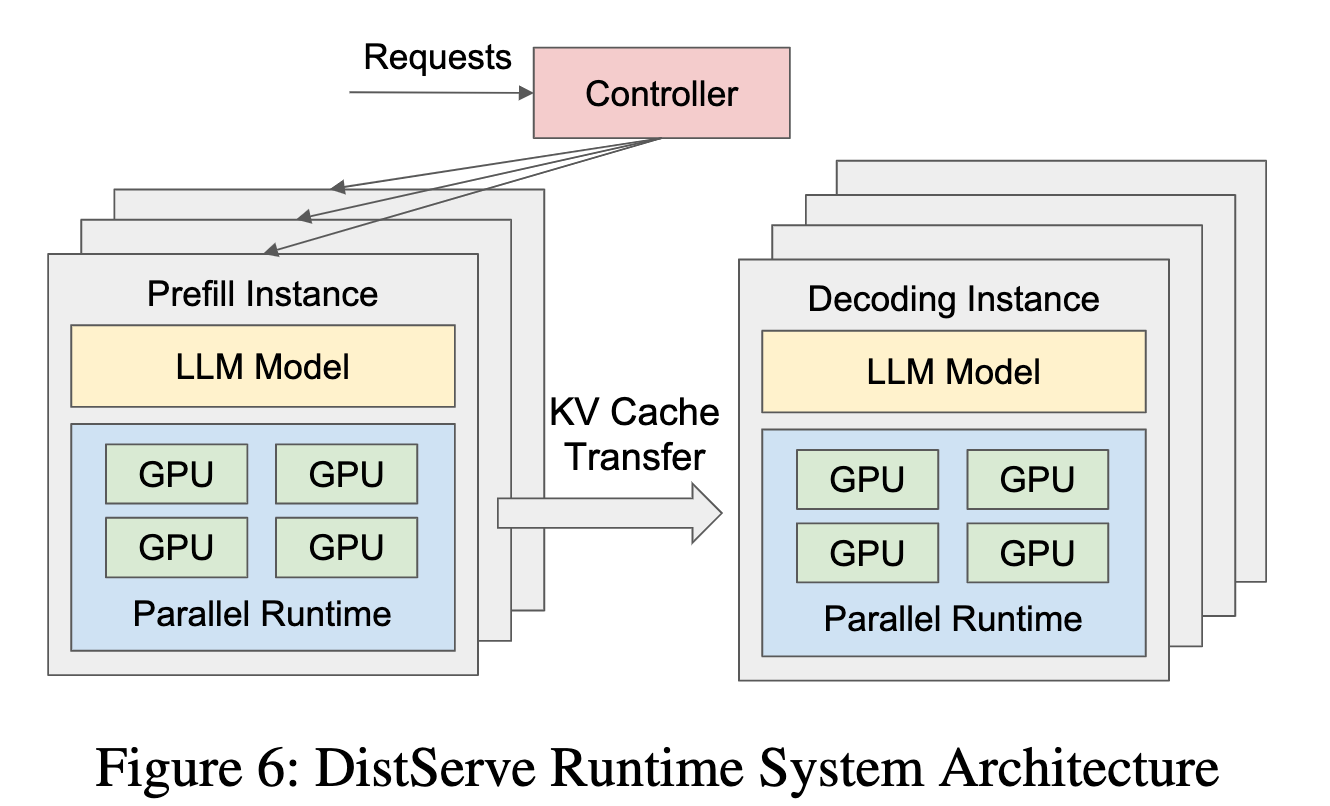 Requests
Controller
Prefill Instance
LLM Model
GPU GPU
GPU GPU
Parallel Runtime
KV Cache
Transfer
Decoding Instance
LLM Model
GPU GPU
GPU GPU
Parallel Runtime
Figure 6: DistServe Runtime System Architecture